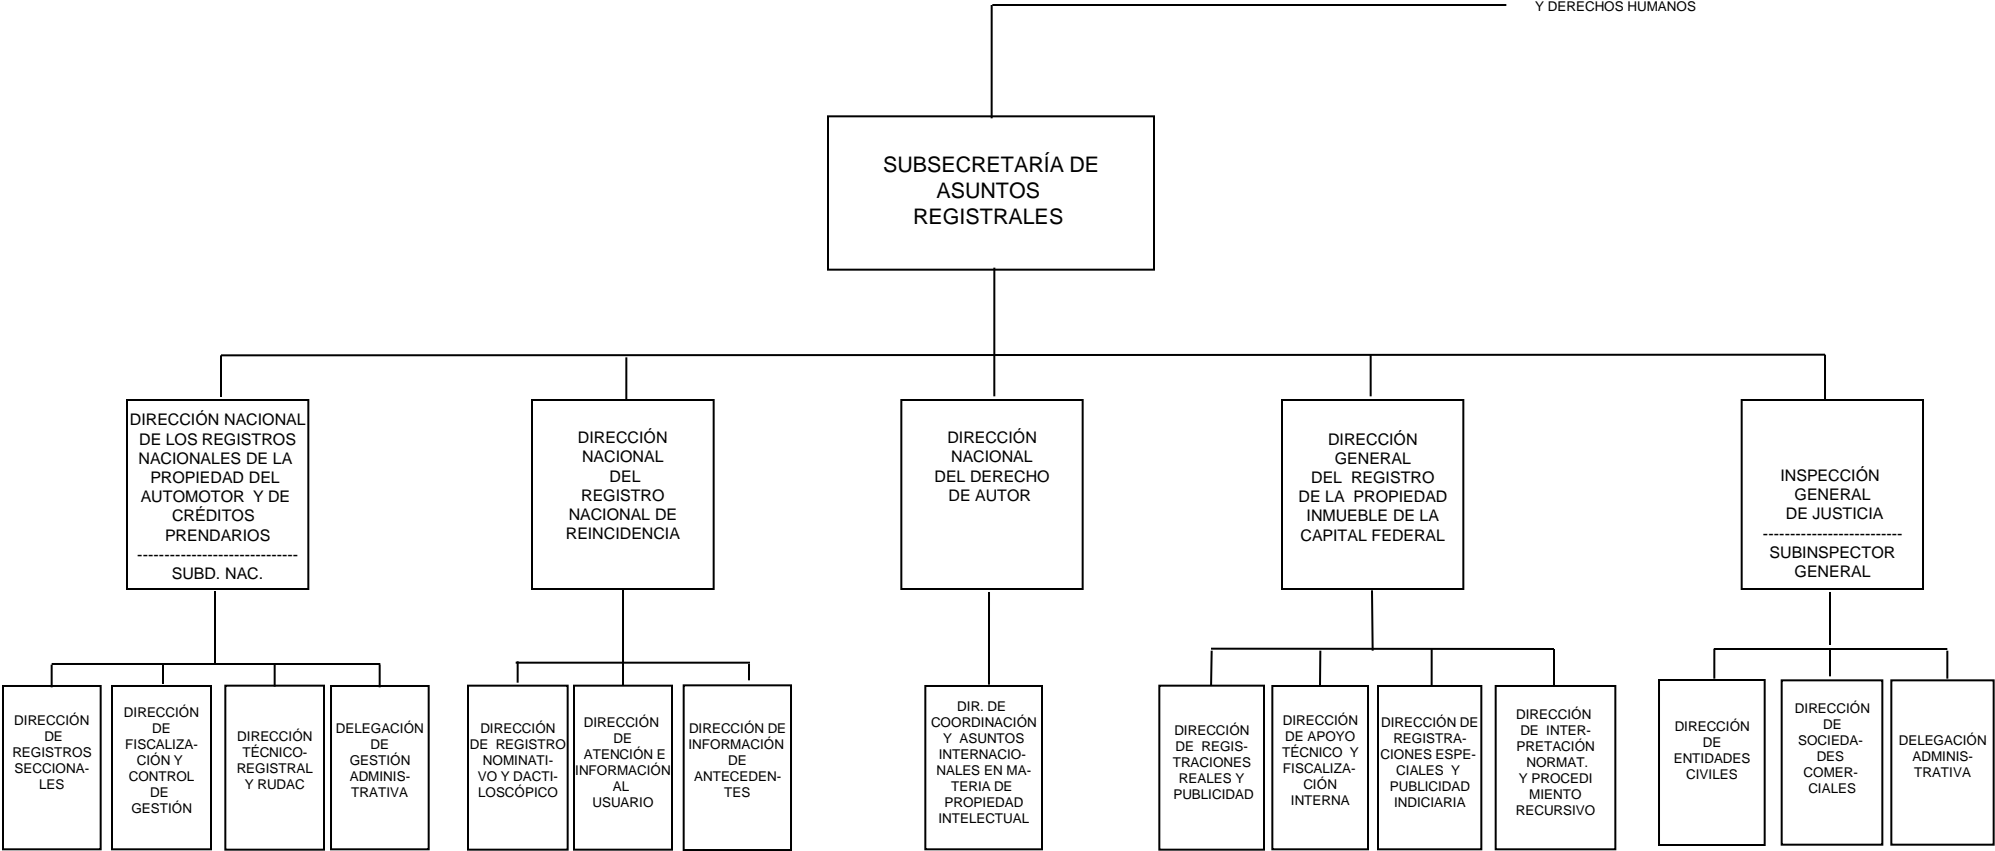 Y DERECHOS HUMANOS
SUBSECRETARÍA DE
ASUNTOS
REGISTRALES
DIRECCIÓN NACIONAL
DE LOS REGISTROS
NACIONALES DE LA
PROPIEDAD DEL
AUTOMOTOR Y DE
CRÉDITOS
PRENDARIOS
------------------------------
SUBD. NAC.
DIRECCIÓN
NACIONAL
DEL
REGISTRO
NACIONAL DE
REINCIDENCIA
DIRECCIÓN
NACIONAL
DEL DERECHO
DE AUTOR
DIRECCIÓN
GENERAL
DEL REGISTRO
DE LA PROPIEDAD
INMUEBLE DE LA
CAPITAL FEDERAL
INSPECCIÓN
GENERAL
DE JUSTICIA
--------------------------
SUBINSPECTOR
GENERAL
DIRECCIÓN
DE
REGISTROS
SECCIONA-
LES
DIRECCIÓN
DE
FISCALIZA-
CIÓN Y
CONTROL
DE
GESTIÓN
DIRECCIÓN
TÉCNICO-
REGISTRAL
Y RUDAC
DELEGACIÓN
DE
GESTIÓN
ADMINIS-
TRATIVA
DIRECCIÓN
DE REGISTRO
NOMINATI-
VO Y DACTI-
LOSCÓPICO
DIRECCIÓN
DE
ATENCIÓN E
INFORMACIÓN
AL
USUARIO
DIRECCIÓN DE
INFORMACIÓN
DE
ANTECEDEN-
TES
DIR. DE
COORDINACIÓN
Y ASUNTOS
INTERNACIO-
NALES EN MA-
TERIA DE
PROPIEDAD
INTELECTUAL
DIRECCIÓN
DE REGIS-
TRACIONES
REALES Y
PUBLICIDAD
DIRECCIÓN
DE APOYO
TÉCNICO Y
FISCALIZA-
CIÓN
INTERNA
DIRECCIÓN DE
REGISTRA-
CIONES ESPE-
CIALES Y
PUBLICIDAD
INDICIARIA
DIRECCIÓN
DE INTER-
PRETACIÓN
NORMAT.
Y PROCEDI
MIENTO
RECURSIVO
DIRECCIÓN
DE
ENTIDADES
CIVILES
DIRECCIÓN
DE
SOCIEDA-
DES
COMER-
CIALES
DELEGACIÓN
ADMINIS-
TRATIVA